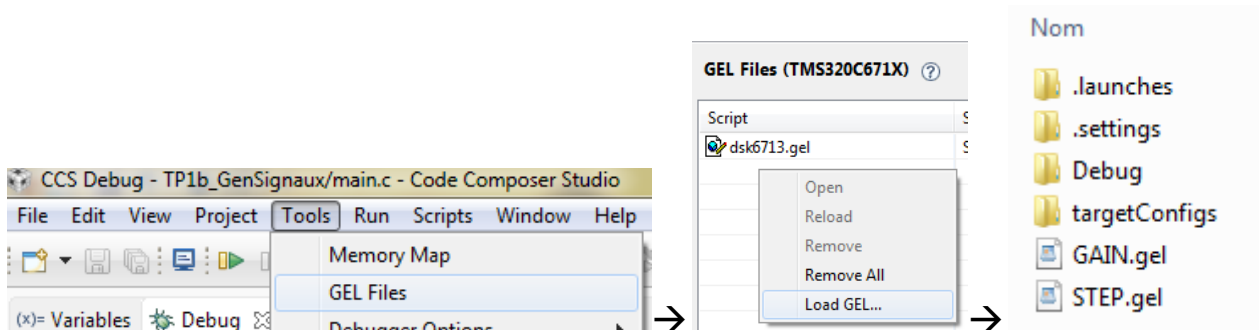 CCS Debug - TP1b_GenSignaux/main.c - Code Composer Studio
File Edit View Project Tools Run Scripts Window Help
Memory Map
GEL Files
(x)= Variables Debug
Debugger Options
→
GEL Files (TMS320C671X)
Script
dsk6713.gel
Open
Reload
Remove
Remove All
Load GEL...
→
Nom
.launches
.settings
Debug
targetConfigs
GAIN.gel
STEP.gel